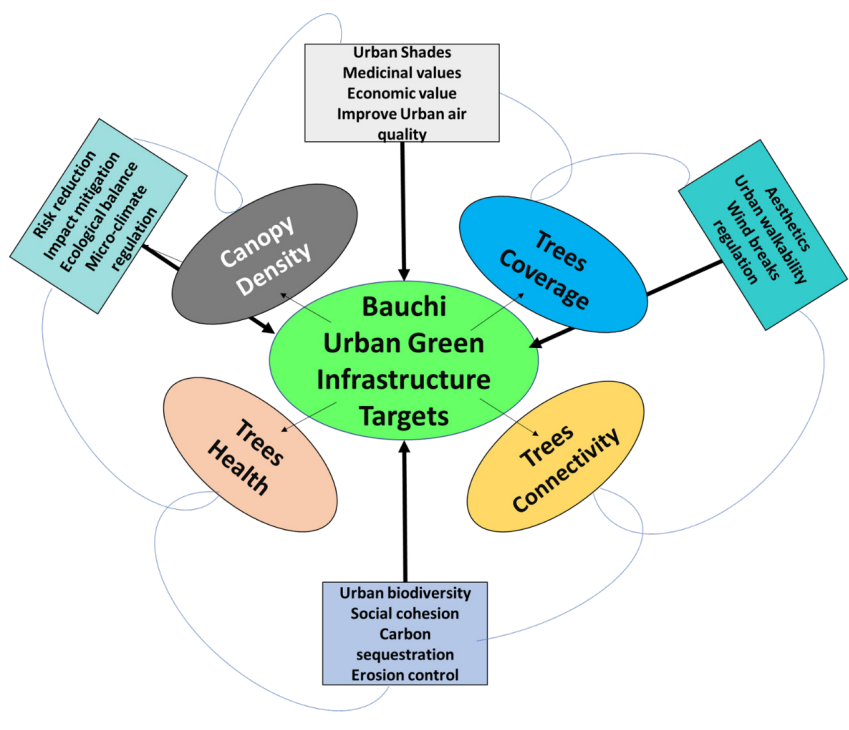 Urban Shades
Medicinal values
Economic value
Improve Urban air
quality
Risk reduction
Impact mitigation
Ecological balance
Micro-climate
regulation
Canopy
Density
Trees
Coverage
Aesthetics
Urban walkability
Wind breaks
regulation
Bauchi
Urban Green
Infrastructure
Targets
Trees
Health
Trees
Connectivity
Urban biodiversity
Social cohesion
Carbon
sequestration
Erosion control